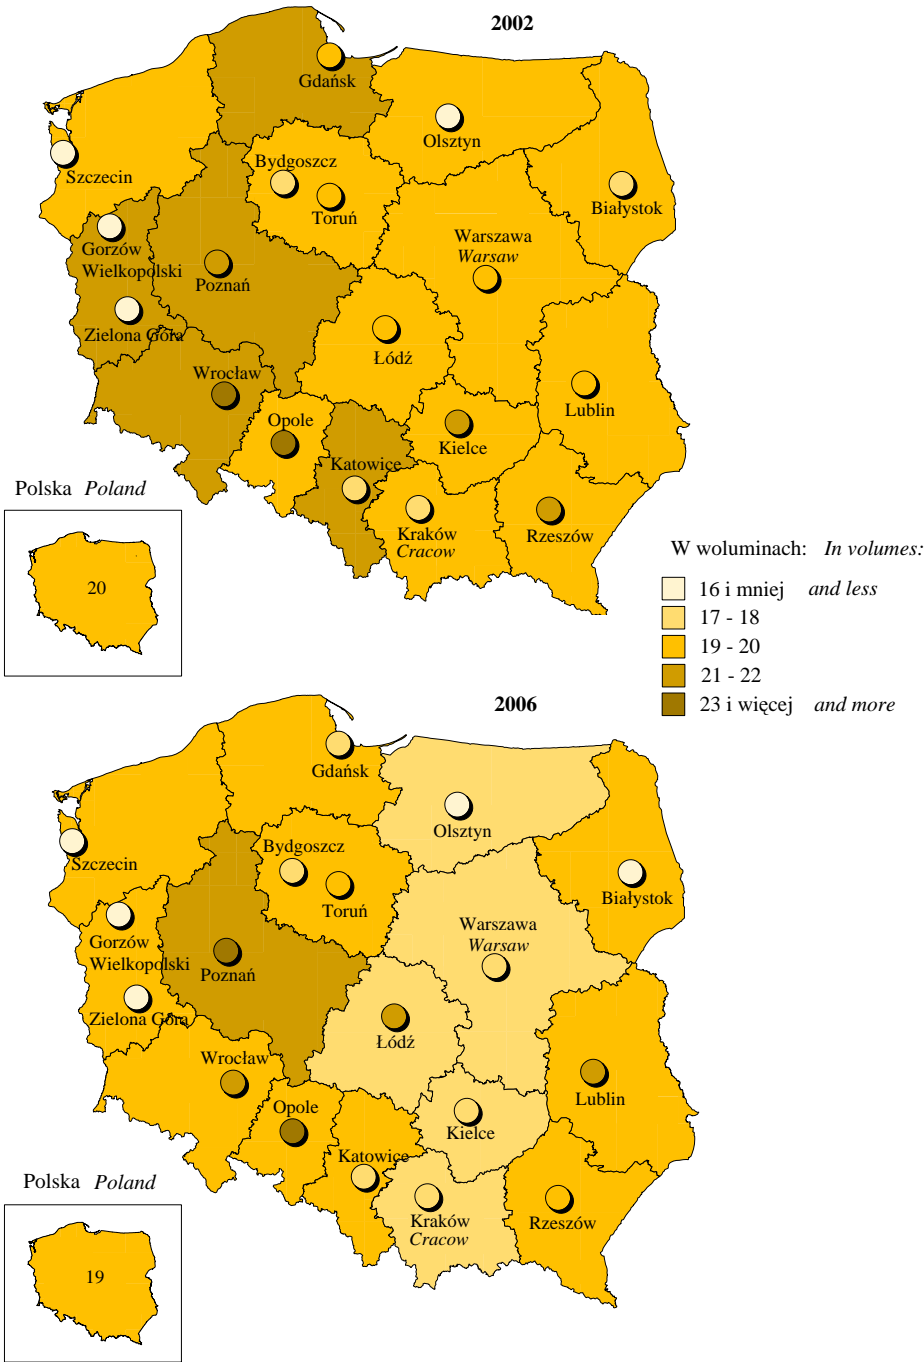 2002
Gdańsk
Olsztyn
Szczecin
Bydgoszcz
Toruń
Białystok
Gorzów
Wielkopolski
Warszawa
Warsaw
Poznań
Zielona Góra
Łódź
Wrocław
Lublin
Opole
Kielce
Katowice
Kraków
Cracow
Rzeszów
Polska Poland
20
W woluminach: In volumes:
16 i mniej and less
17 - 18
19 - 20
21 - 22
23 i więcej and more
2006
Gdańsk
Olsztyn
Szczecin
Bydgoszcz
Toruń
Białystok
Gorzów
Wielkopolski
Warszawa
Warsaw
Poznań
Zielona Góra
Łódź
Wrocław
Lublin
Opole
Kielce
Katowice
Kraków
Cracow
Rzeszów
Polska Poland
19